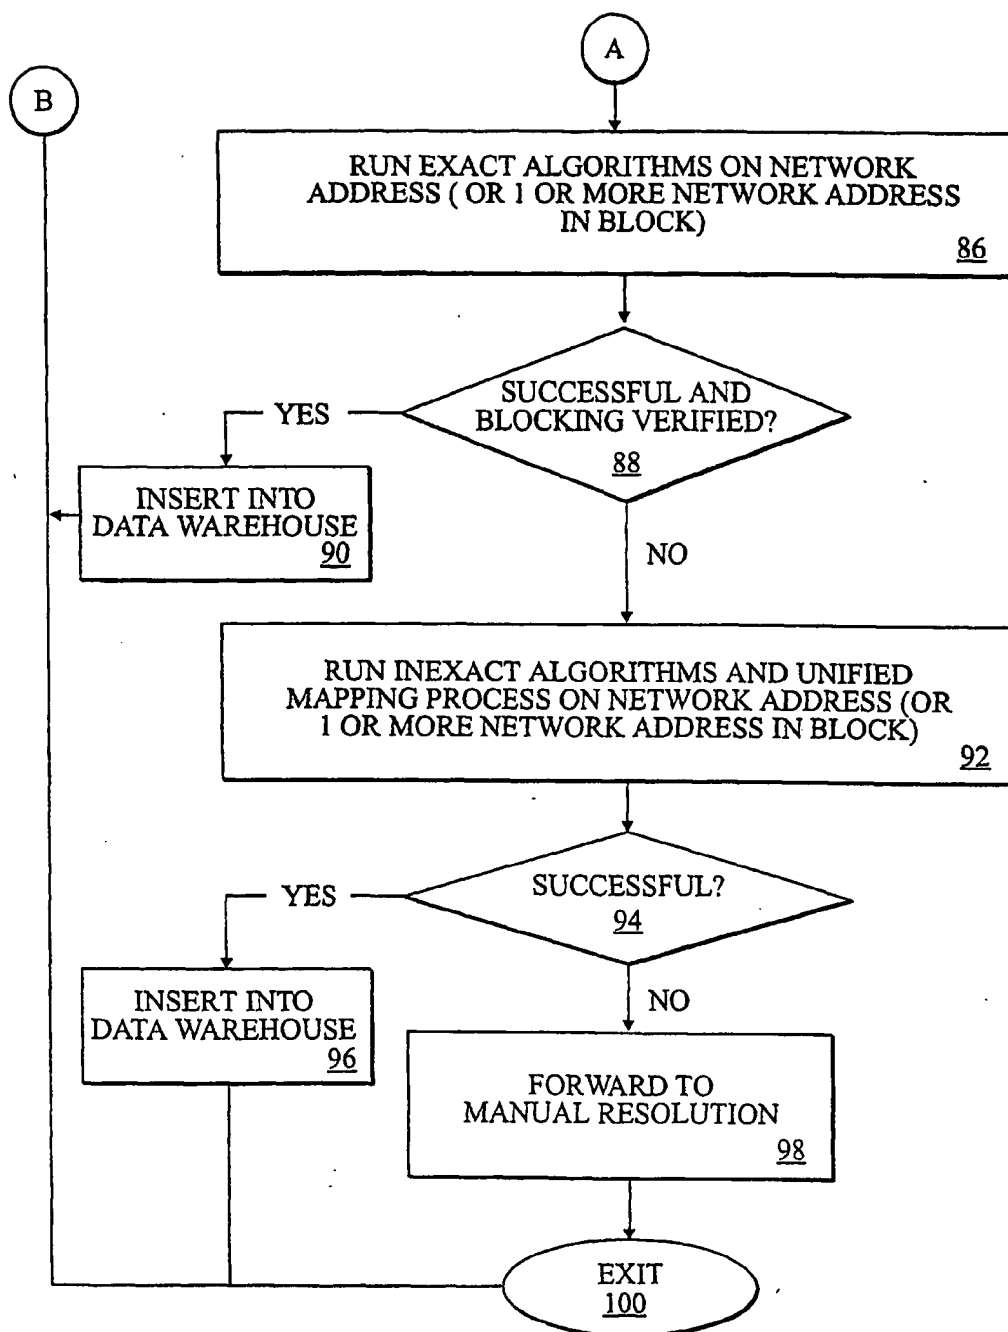 A
B
RUN EXACT ALGORITHMS ON NETWORK
ADDRESS ( OR 1 OR MORE NETWORK ADDRESS
IN BLOCK)
86
SUCCESSFUL AND
BLOCKING VERIFIED?
88
YES
INSERT INTO
DATA WAREHOUSE
90
NO
RUN INEXACT ALGORITHMS AND UNIFIED
MAPPING PROCESS ON NETWORK ADDRESS (OR
1 OR MORE NETWORK ADDRESS IN BLOCK)
92
SUCCESSFUL?
94
YES
INSERT INTO
DATA WAREHOUSE
96
NO
FORWARD TO
MANUAL RESOLUTION
98
EXIT
100